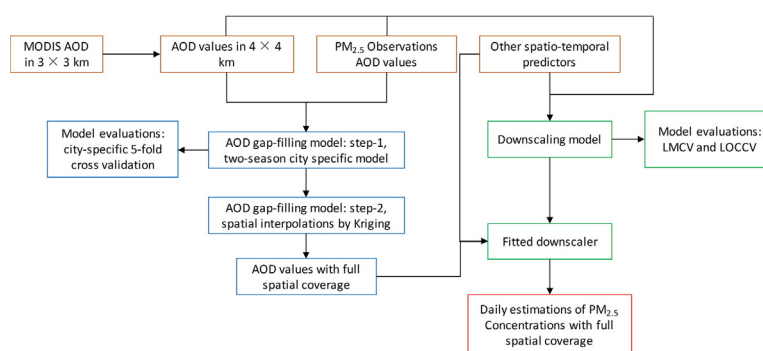 MODIS AOD
in 3 × 3 km
AOD values in 4 × 4
km
PM2.5 Observations
AOD values
Other spatio-temporal
predictors
Model evaluations:
city-specific 5-fold
cross validation
AOD gap-filling model: step-1,
two-season city specific model
Downscaling model
Model evaluations:
LMCV and LOCCV
AOD gap-filling model: step-2,
spatial interpolations by Kriging
Fitted downscaler
AOD values with full
spatial coverage
Daily estimations of PM2.5
Concentrations with full
spatial coverage